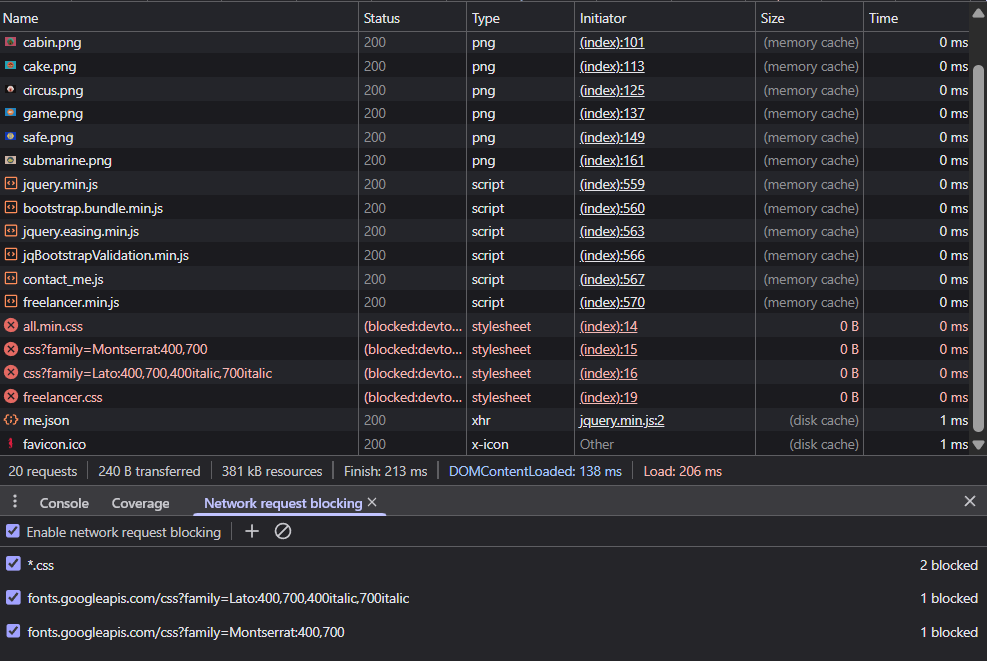 Name Status Type Initiator Size Time
cabin.png 200 png (index):101 (memory cache) 0 ms
cake.png 200 png (index):113 (memory cache) 0 ms
circus.png 200 png (index):125 (memory cache) 0 ms
game.png 200 png (index):137 (memory cache) 0 ms
safe.png 200 png (index):149 (memory cache) 0 ms
submarine.png 200 png (index):161 (memory cache) 0 ms
jquery.min.js 200 script (index):559 (memory cache) 0 ms
bootstrap.bundle.min.js 200 script (index):560 (memory cache) 0 ms
jquery.easing.min.js 200 script (index):563 (memory cache) 0 ms
jqBootstrapValidation.min.js 200 script (index):566 (memory cache) 0 ms
contact_me.js 200 script (index):567 (memory cache) 0 ms
freelancer.min.js 200 script (index):570 (memory cache) 0 ms
all.min.css (blocked:devto... stylesheet (index):14 0 B 0 ms
css?family=Montserrat:400,700 (blocked:devto... stylesheet (index):15 0 B 0 ms
css?family=Lato:400,700,400italic,700italic (blocked:devto... stylesheet (index):16 0 B 0 ms
freelancer.css (blocked:devto... stylesheet (index):19 0 B 0 ms
me.json 200 xhr jquery.min.js:2 (disk cache) 1 ms
favicon.ico 200 x-icon Other (disk cache) 1 ms
20 requests 240 B transferred 381 kB resources Finish: 213 ms DOMContentLoaded: 138 ms Load: 206 ms
Console Coverage Network request blocking
Enable network request blocking
*.css 2 blocked
fonts.googleapis.com/css?family=Lato:400,700,400italic,700italic 1 blocked
fonts.googleapis.com/css?family=Montserrat:400,700 1 blocked